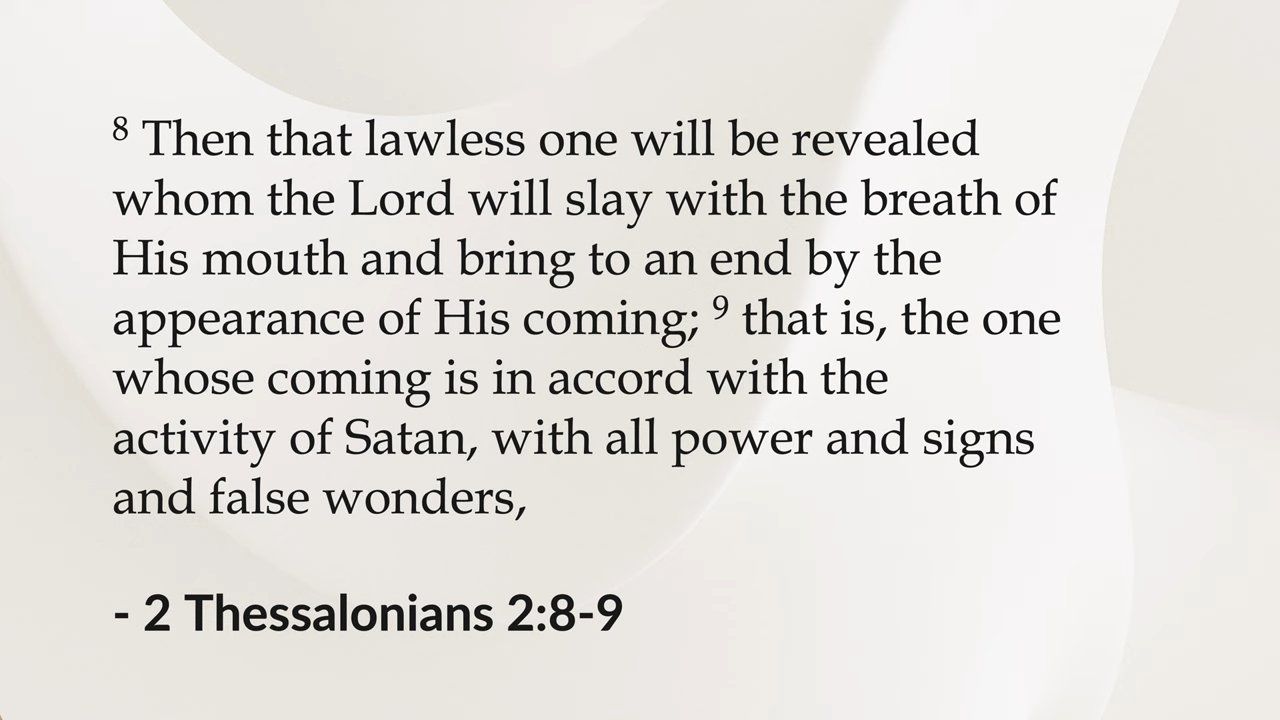 ⁸ Then that lawless one will be revealed
whom the Lord will slay with the breath of
His mouth and bring to an end by the
appearance of His coming; ⁹ that is, the one
whose coming is in accord with the
activity of Satan, with all power and signs
and false wonders,
- 2 Thessalonians 2:8-9